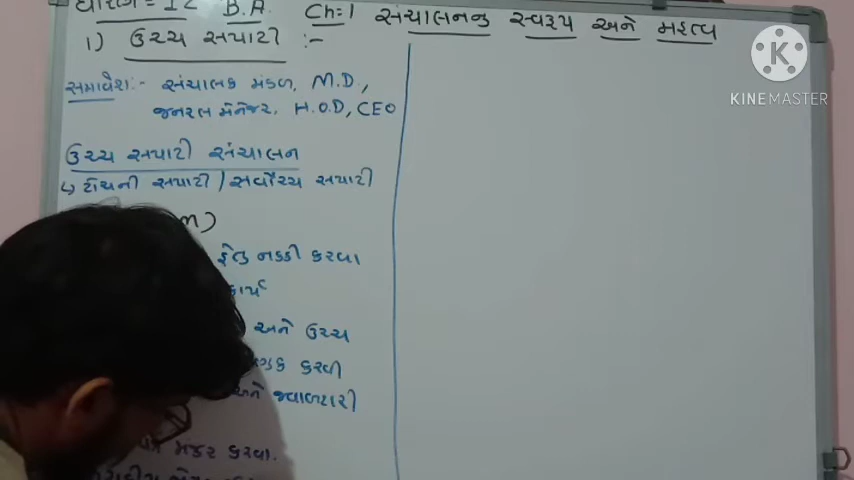 ધોરણ = 12 B.A. Ch:1 સંચાલનનુ સ્વરૂપ અને મહત્વ
1) ઉચ્ચ સપાટી :-
સમાવેશ:- સંચાલક મંડળ, M.D,
જનરલ મેનેજર, H.O.D, CEO
ઉચ્ચ સપાટી સંચાલન
↳ ટોચની સપાટી / સર્વોચ્ચ સપાટી
હેતુ નક્કી કરવા
કાર્ય
અને ઉચ્ચ
કરવી
અને જવાબદારી
મંજૂર કરવા.
KINEMASTER